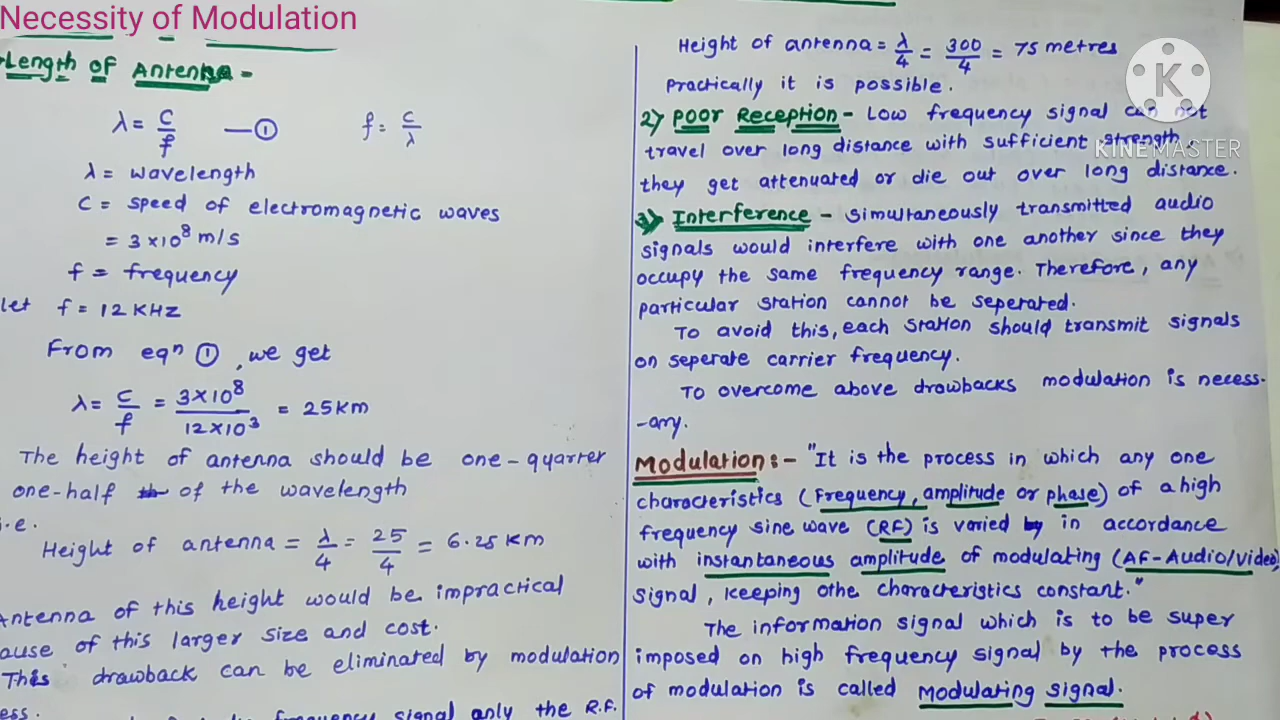 Necessity of Modulation
Length of Antenna -
λ = c/f — ① f = c/λ
λ = wavelength
C = speed of electromagnetic waves
= 3 x10⁸ m/s
f = frequency
let f = 12 KHZ
From eqⁿ ①, we get
λ = c/f = 3x10⁸/12x10³ = 25 KM
The height of antenna should be one-quarter
one-half of the wavelength
i.e.
Height of antenna = λ/4 = 25/4 = 6.25 KM
Antenna of this height would be impractical
ause of this larger size and cost.
This drawback can be eliminated by modulation
ess. frequency signal only the R.F.
Height of antenna = λ/4 = 300/4 = 75 metres
Practically it is possible.
2) Poor Reception - Low frequency signal can not
travel over long distance with sufficient strength,
they get attenuated or die out over long distance.
3) Interference - Simultaneously transmitted audio
signals would interfere with one another since they
occupy the same frequency range. Therefore, any
particular station cannot be seperated.
To avoid this, each station should transmit signals
on seperate carrier frequency.
To overcome above drawbacks modulation is necess-
-ary.
Modulation:- "It is the process in which any one
characteristics (Frequency, amplitude or phase) of a high
frequency sine wave (RF) is varied by in accordance
with instantaneous amplitude of modulating (AF-Audio/Video)
signal, keeping othe characteristics constant."
The information signal which is to be super
imposed on high frequency signal by the process
of modulation is called Modulating signal.
K
KINEMASTER